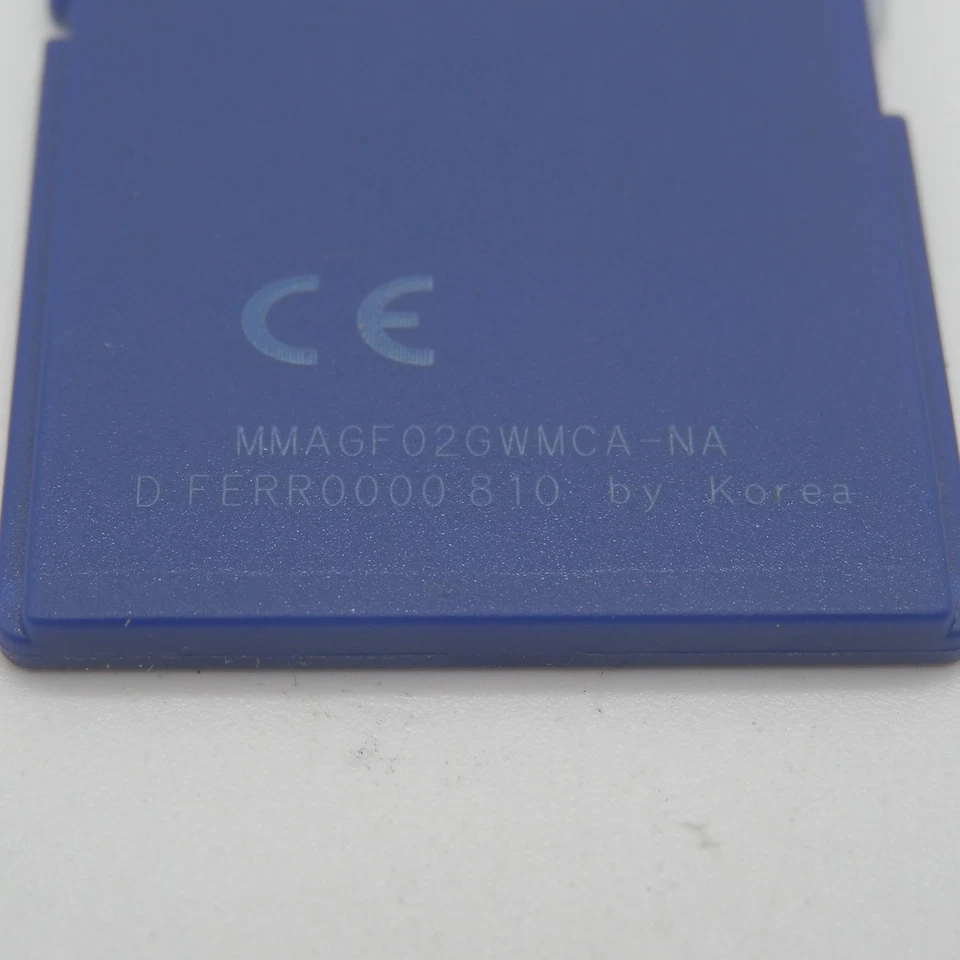 CE
MMAGF02GWMCA-NA
D FERR0000 810 by Korea